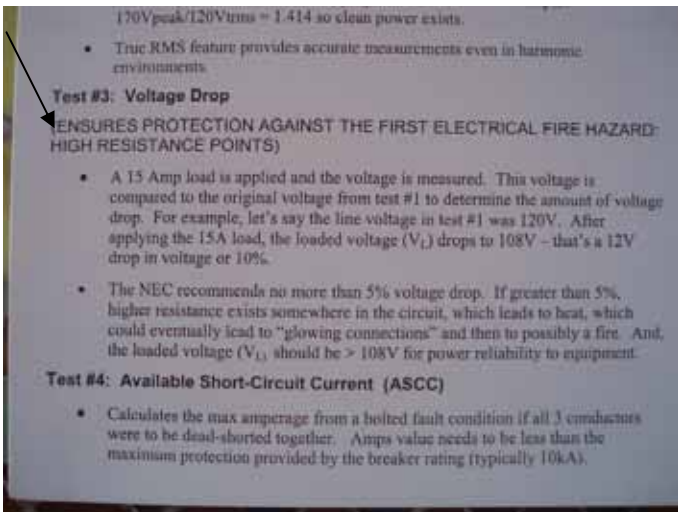 170Vpeak/120Vrms = 1.414 so clean power exists.
• True RMS feature provides accurate measurements even in harmonic
environments.
Test #3: Voltage Drop
(ENSURES PROTECTION AGAINST THE FIRST ELECTRICAL FIRE HAZARD:
HIGH RESISTANCE POINTS)
• A 15 Amp load is applied and the voltage is measured. This voltage is
compared to the original voltage from test #1 to determine the amount of voltage
drop. For example, let's say the line voltage in test #1 was 120V. After
applying the 15A load, the loaded voltage (VL) drops to 108V – that's a 12V
drop in voltage or 10%.
• The NEC recommends no more than 5% voltage drop. If greater than 5%,
higher resistance exists somewhere in the circuit, which leads to heat, which
could eventually lead to "glowing connections" and then to possibly a fire. And,
the loaded voltage (VL) should be > 108V for power reliability to equipment.
Test #4: Available Short-Circuit Current (ASCC)
• Calculates the max amperage from a bolted fault condition if all 3 conductors
were to be dead-shorted together. Amps value needs to be less than the
maximum protection provided by the breaker rating (typically 10kA).